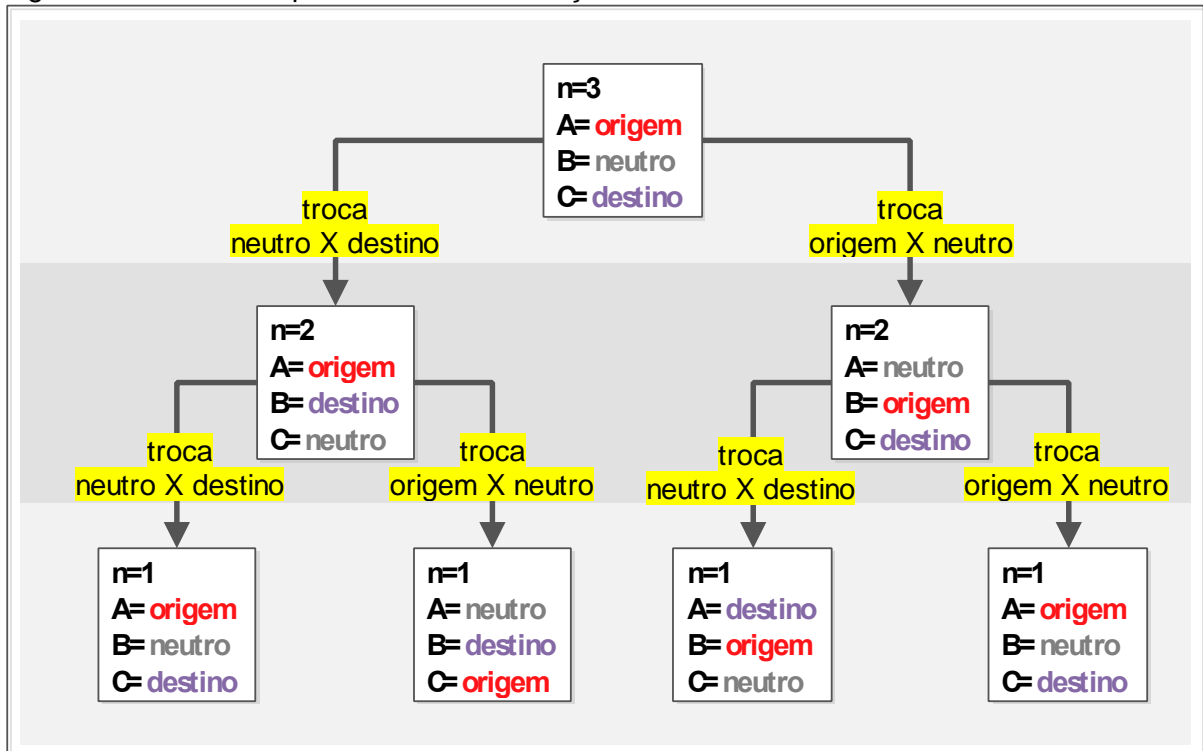 n=3
A= origem
B= neutro
C= destino
troca
neutro X destino
troca
origem X neutro
n=2
A= origem
B= destino
C= neutro
n=2
A= neutro
B= origem
C= destino
troca
neutro X destino
troca
origem X neutro
troca
neutro X destino
troca
origem X neutro
n=1
A= origem
B= neutro
C= destino
n=1
A= neutro
B= destino
C= origem
n=1
A= destino
B= origem
C= neutro
n=1
A= origem
B= neutro
C= destino